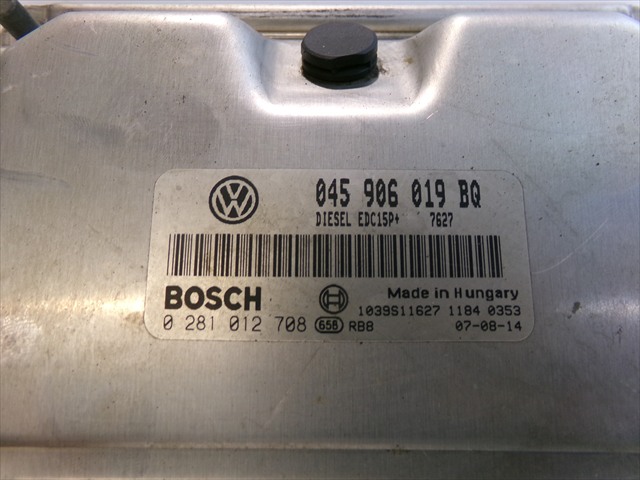 045 906 019 BQ
DIESEL EDC15P+ 7627
BOSCH Made in Hungary
1039S11627 1184 0353
0 281 012 708 656 RB8 07-08-14